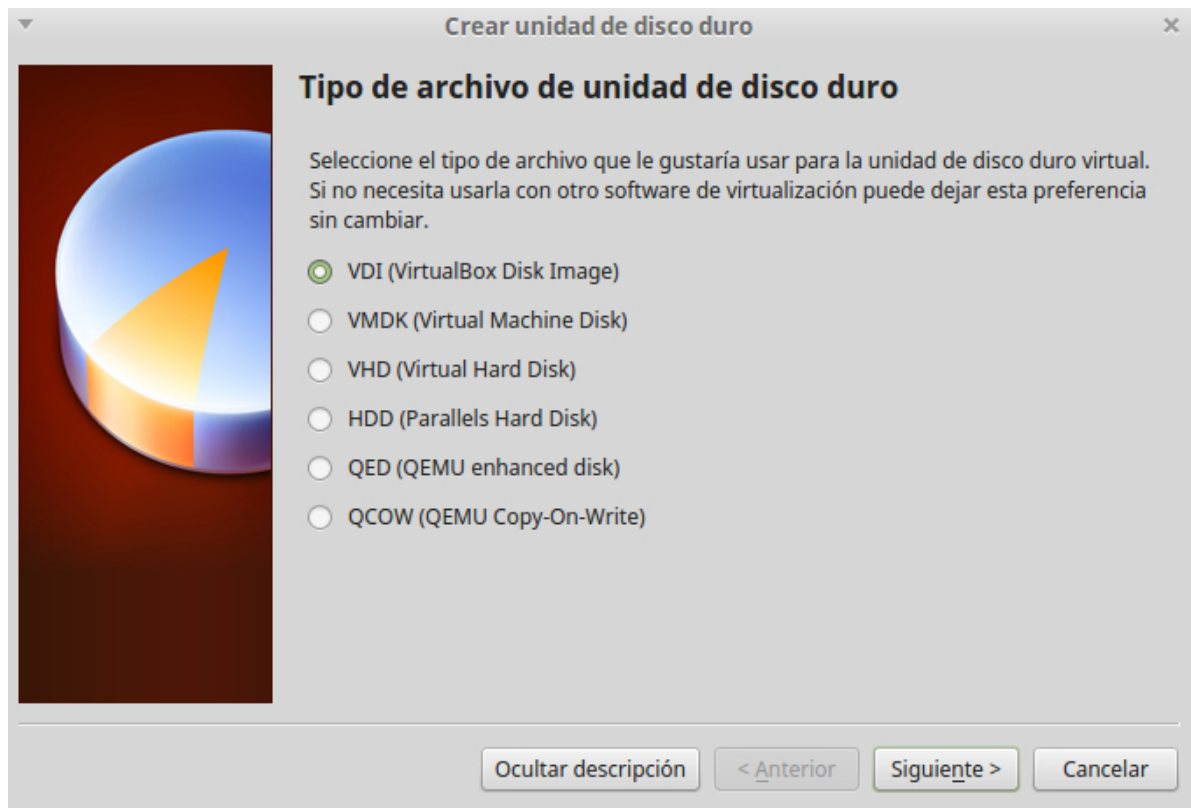 Crear unidad de disco duro
Tipo de archivo de unidad de disco duro
Seleccione el tipo de archivo que le gustaría usar para la unidad de disco duro virtual.
Si no necesita usarla con otro software de virtualización puede dejar esta preferencia
sin cambiar.
VDI (VirtualBox Disk Image)
VMDK (Virtual Machine Disk)
VHD (Virtual Hard Disk)
HDD (Parallels Hard Disk)
QED (QEMU enhanced disk)
QCOW (QEMU Copy-On-Write)
Ocultar descripción < Anterior Siguiente > Cancelar